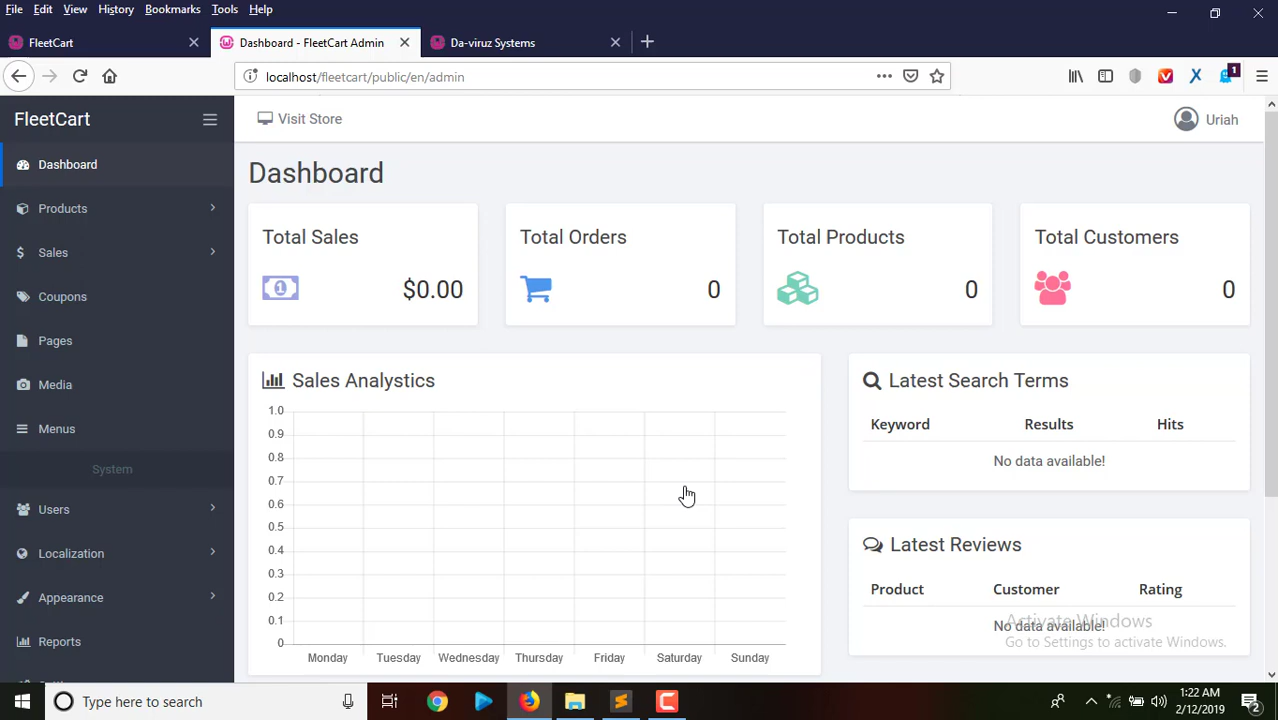 File Edit View History Bookmarks Tools Help
FleetCart
Dashboard - FleetCart Admin
Da-viruz Systems
localhost/fleetcart/public/en/admin
1
FleetCart
Visit Store
Uriah
Dashboard
Products
Sales
Coupons
Pages
Media
Menus
System
Users
Localization
Appearance
Reports
Dashboard
Total Sales
$0.00
Total Orders
0
Total Products
0
Total Customers
0
Sales Analystics
1.0
0.9
0.8
0.7
0.6
0.5
0.4
0.3
0.2
0.1
0
Monday Tuesday Wednesday Thursday Friday Saturday Sunday
Latest Search Terms
Keyword Results Hits
No data available!
Latest Reviews
Product Customer Rating
No data available!
Activate Windows
Go to Settings to activate Windows.
Type here to search
1:22 AM
2/12/2019
2